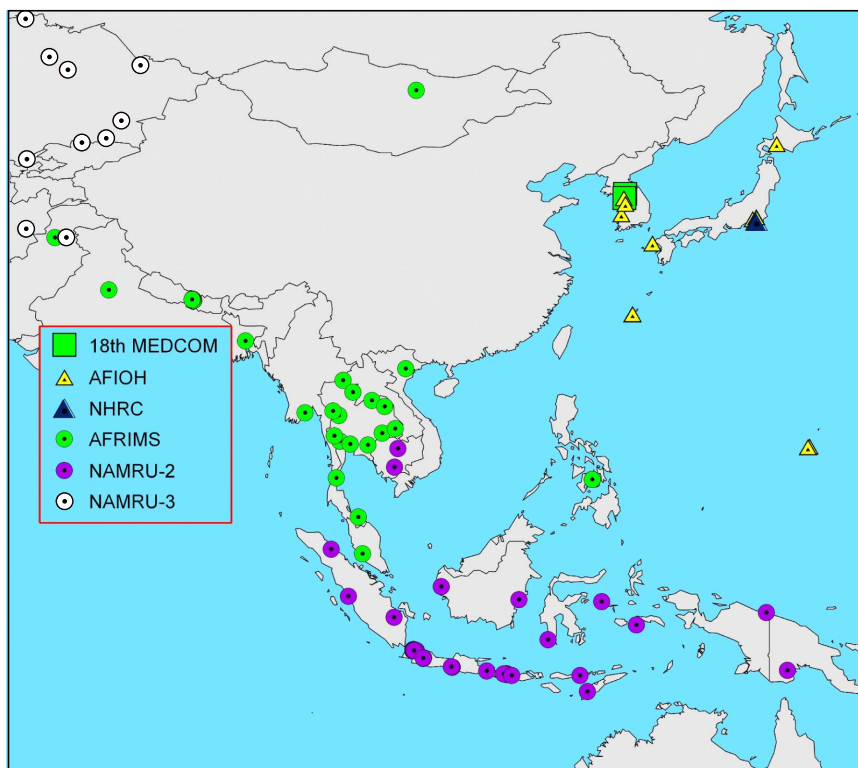 18th MEDCOM
AFIOH
NHRC
AFRIMS
NAMRU-2
NAMRU-3